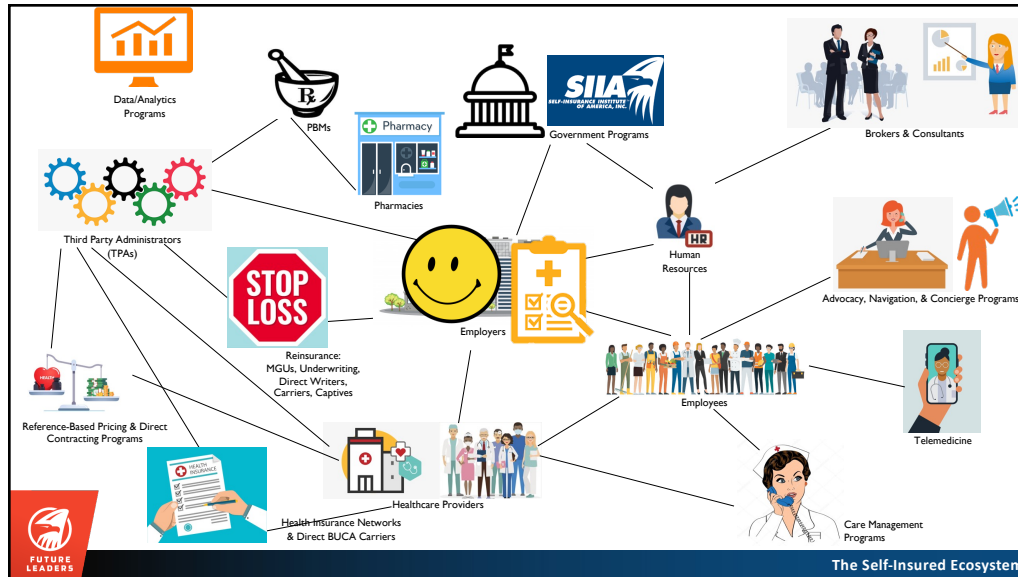 Data/Analytics
Programs
Rx
PBMs
Pharmacy
Pharmacies
SIIA
SELF-INSURANCE INSTITUTE
OF AMERICA, INC.
Government Programs
Brokers & Consultants
Third Party Administrators
(TPAs)
HR
Human
Resources
Advocacy, Navigation, & Concierge Programs
STOP
LOSS
Employers
Reinsurance:
MGUs, Underwriting,
Direct Writers,
Carriers, Captives
HEALTH
Reference-Based Pricing & Direct
Contracting Programs
Employees
Telemedicine
HEALTH
INSURANCE
Healthcare Providers
Health Insurance Networks
& Direct BUCA Carriers
Care Management
Programs
FUTURE
LEADERS
The Self-Insured Ecosystem